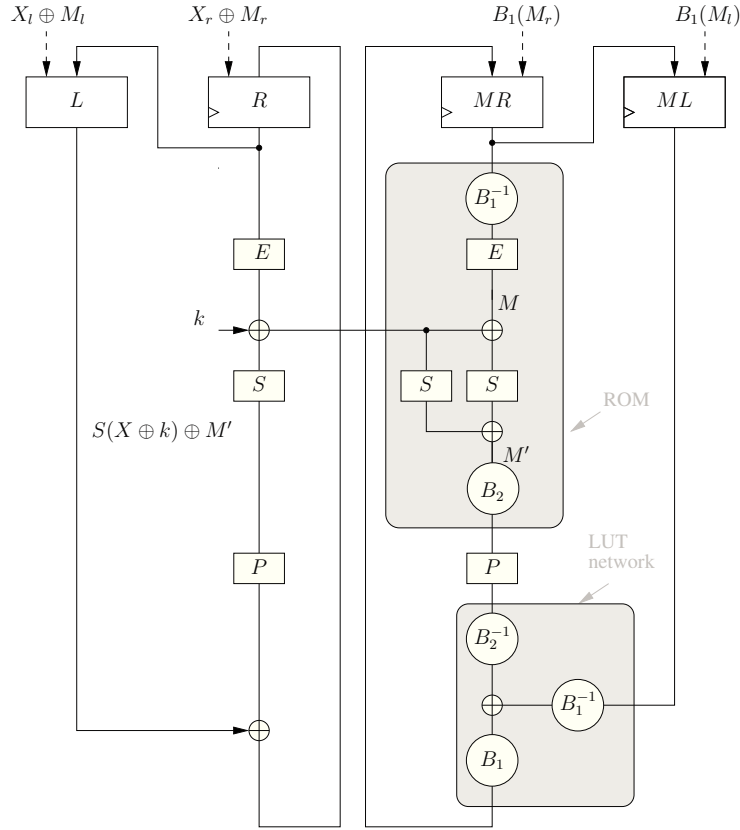 X_l ⊕ M_l
X_r ⊕ M_r
B_1(M_r)
B_1(M_l)
L
R
MR
ML
B_1^{-1}
E
E
M
k
S
S
S
S(X ⊕ k) ⊕ M′
ROM
M′
B_2
LUT
network
P
P
B_2^{-1}
B_1^{-1}
B_1